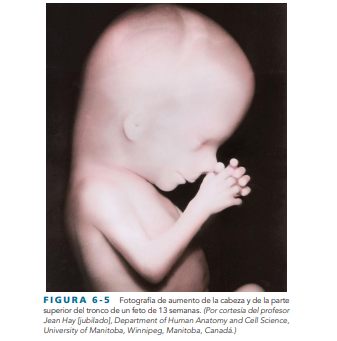 FIGURA 6-5 Fotografía de aumento de la cabeza y de la parte
superior del tronco de un feto de 13 semanas. (Por cortesía del profesor
Jean Hay [jubilado], Department of Human Anatomy and Cell Science,
University of Manitoba, Winnipeg, Manitoba, Canadá.)